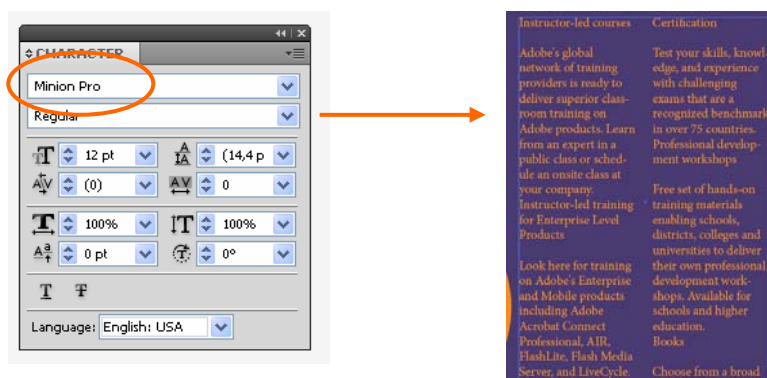 CHARACTER
Minion Pro
Regular
12 pt
(14,4 p
(0)
0
100%
100%
0 pt
0°
Language: English: USA
Instructor-led courses
Adobe's global
network of training
providers is ready to
deliver superior class-
room training on
Adobe products. Learn
from an expert in a
public class or sched-
ule an onsite class at
your company.
Instructor-led training
for Enterprise Level
Products
Look here for training
on Adobe's Enterprise
and Mobile products
including Adobe
Acrobat Connect
Professional, AIR,
FlashLite, Flash Media
Server, and LiveCycle.
Certification
Test your skills, knowl-
edge, and experience
with challenging
exams that are a
recognized benchmark
in over 75 countries.
Professional develop-
ment workshops
Free set of hands-on
training materials
enabling schools,
districts, colleges and
universities to deliver
their own professional
development work-
shops. Available for
schools and higher
education.
Books
Choose from a broad